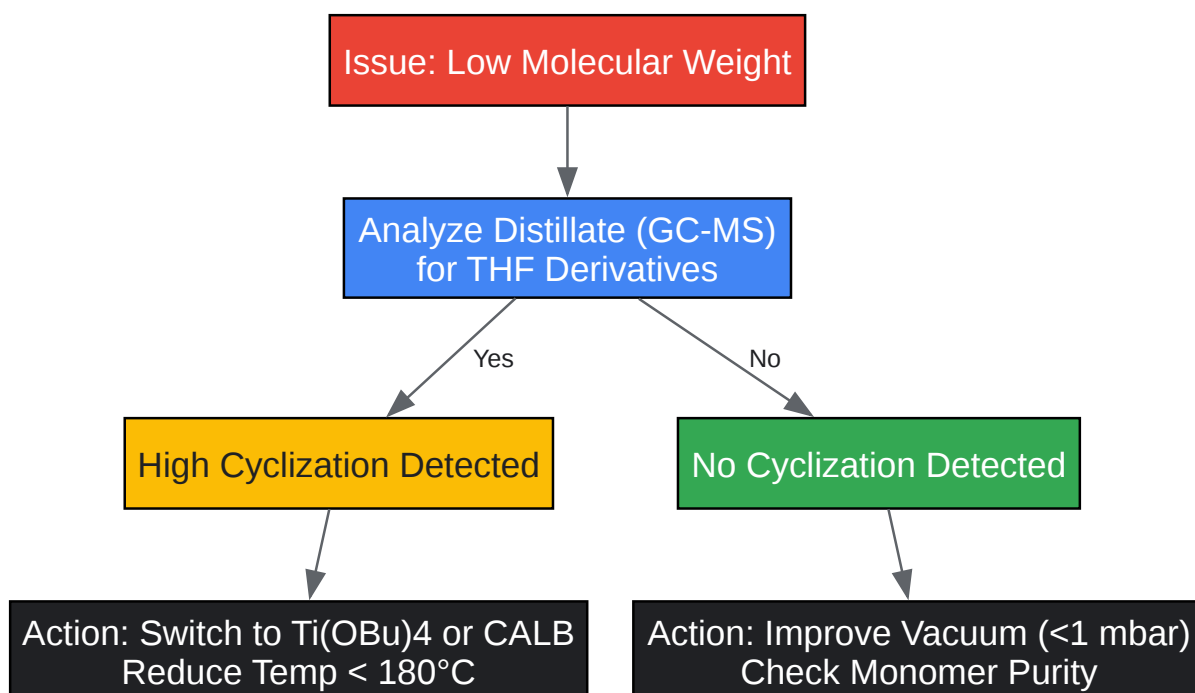 Issue: Low Molecular Weight
Analyze Distillate (GC-MS)
for THF Derivatives
Yes
No
High Cyclization Detected
No Cyclization Detected
Action: Switch to Ti(OBu)4 or CALB
Reduce Temp < 180°C
Action: Improve Vacuum (<1 mbar)
Check Monomer Purity